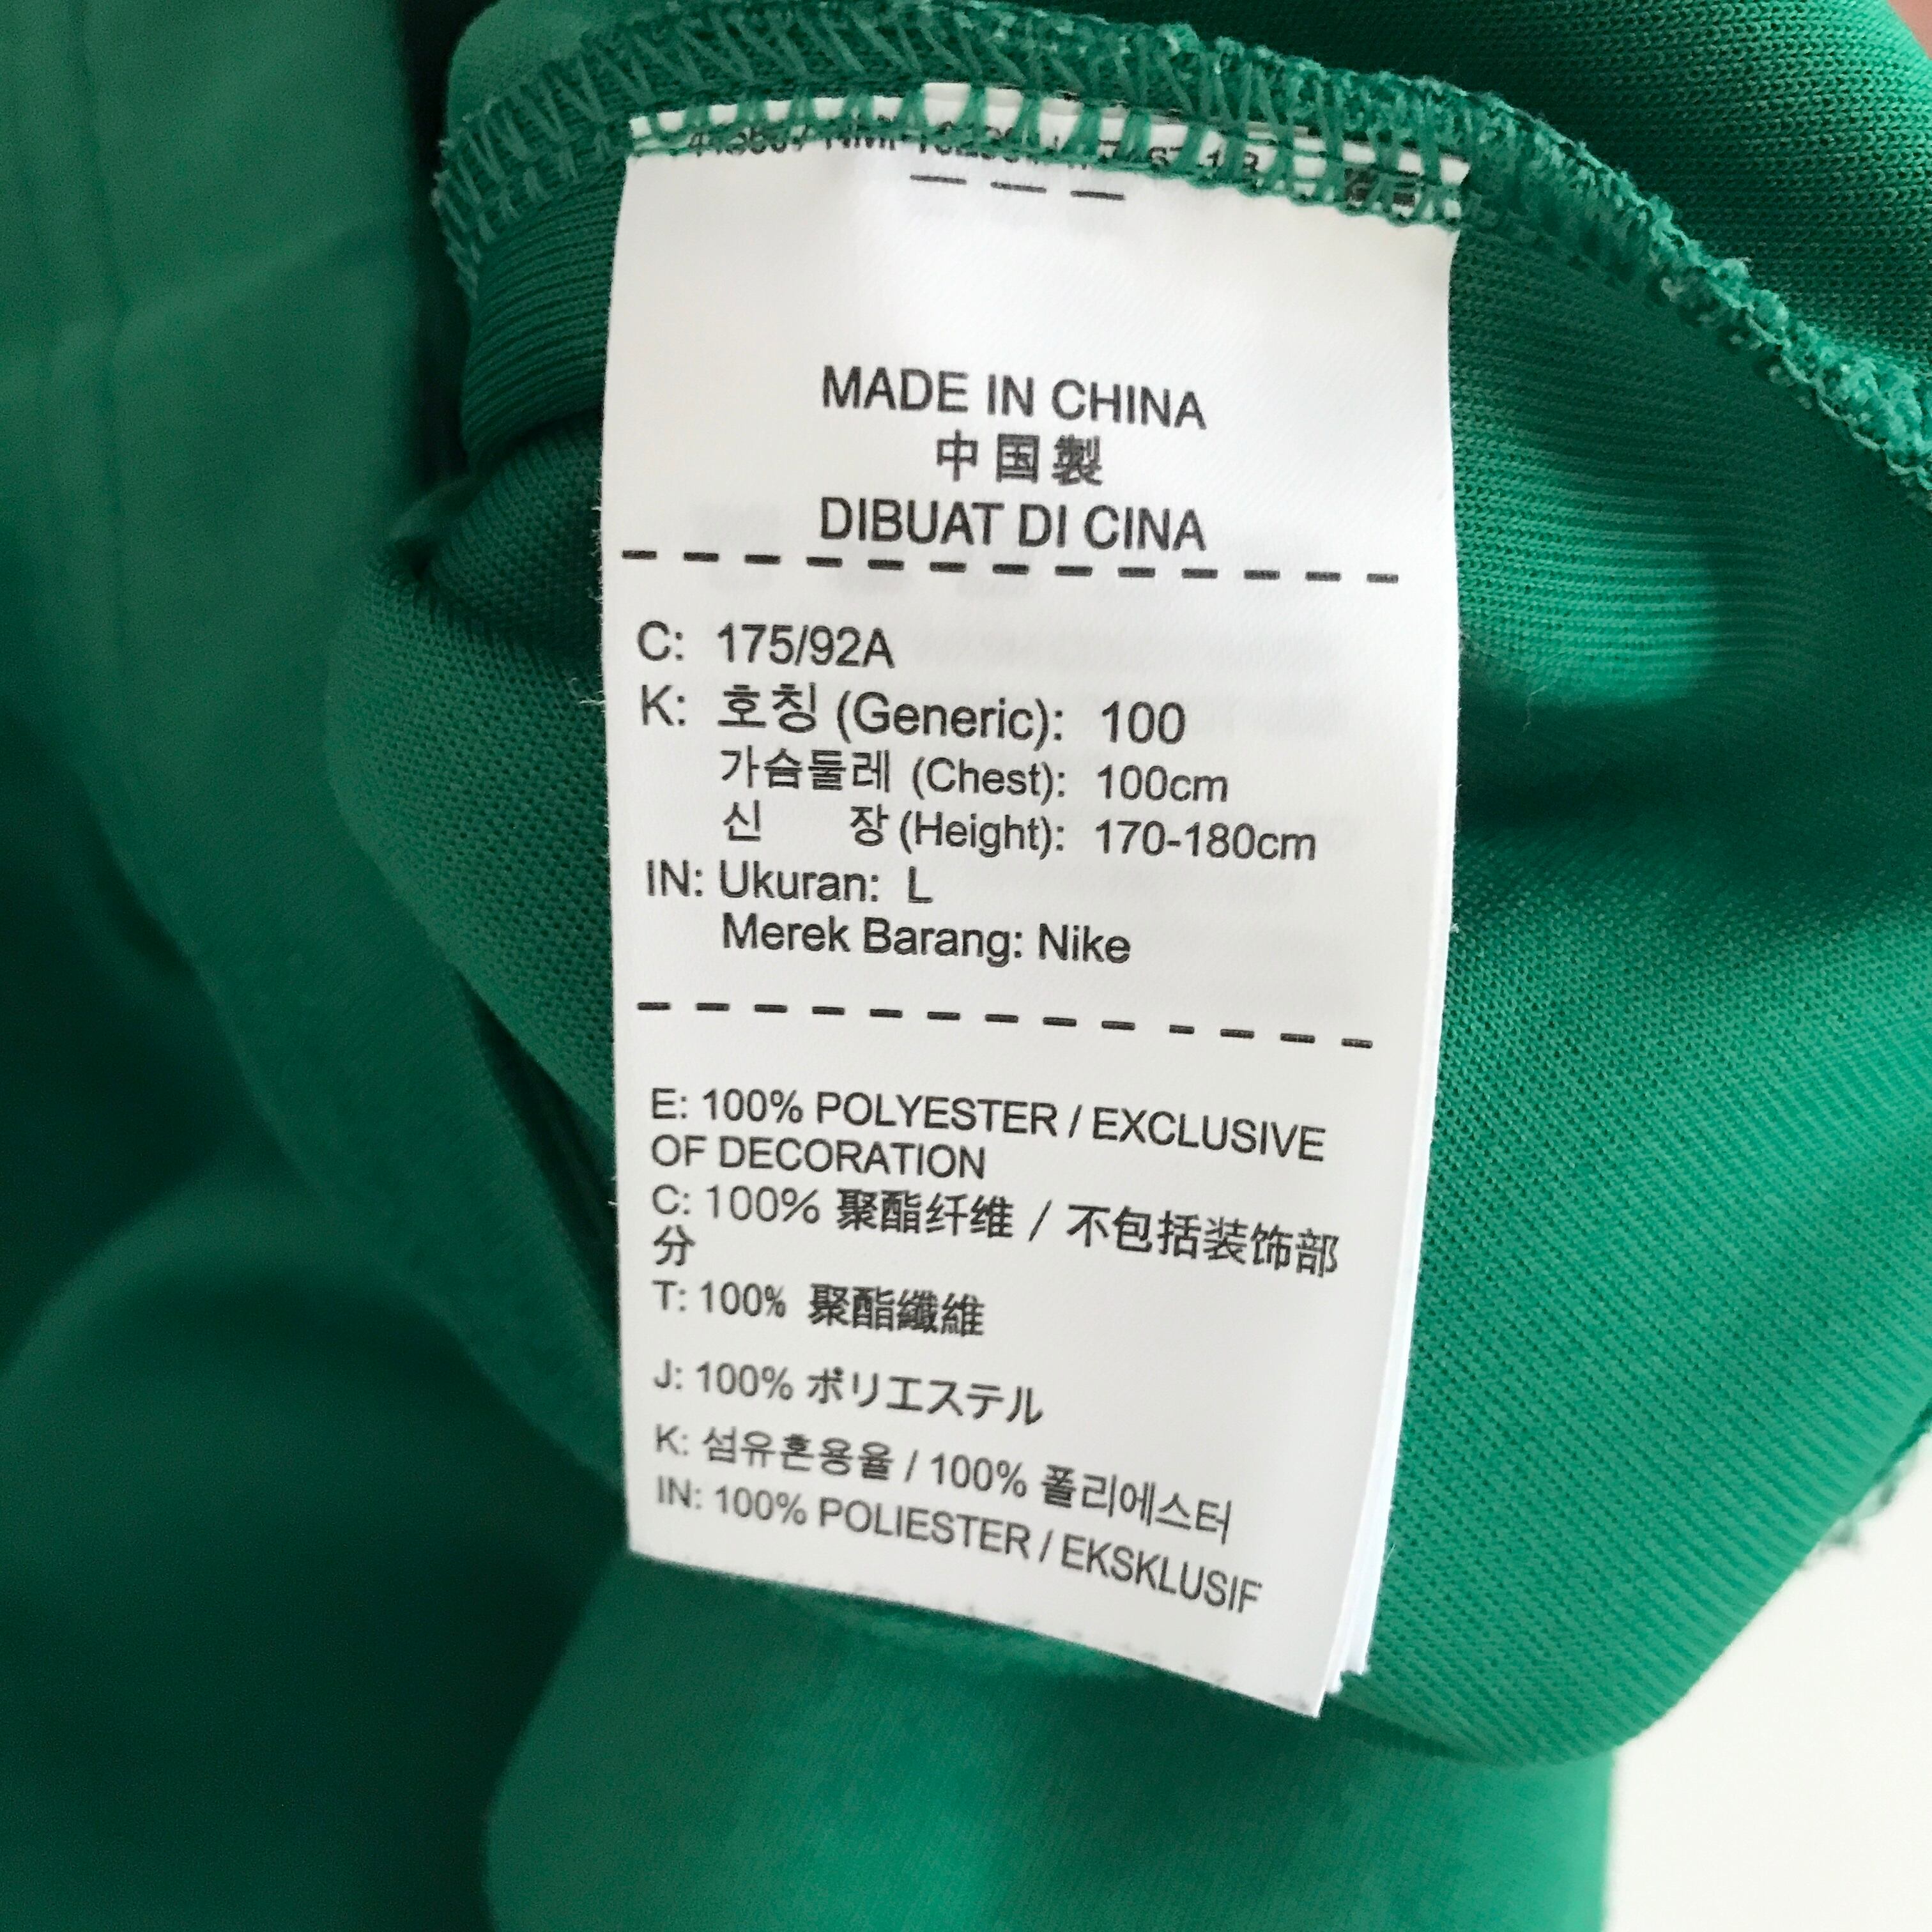 MADE IN CHINA
中国製
DIBUAT DI CINA
C: 175/92A
K: 호칭 (Generic): 100
가슴둘레 (Chest): 100cm
신 장 (Height): 170-180cm
IN: Ukuran: L
Merek Barang: Nike
E: 100% POLYESTER / EXCLUSIVE
OF DECORATION
C: 100% 聚酯纤维 / 不包括装饰部
分
T: 100% 聚酯纖維
J: 100% ポリエステル
K: 섬유혼용율 / 100% 폴리에스터
IN: 100% POLIESTER / EKSKLUSIF